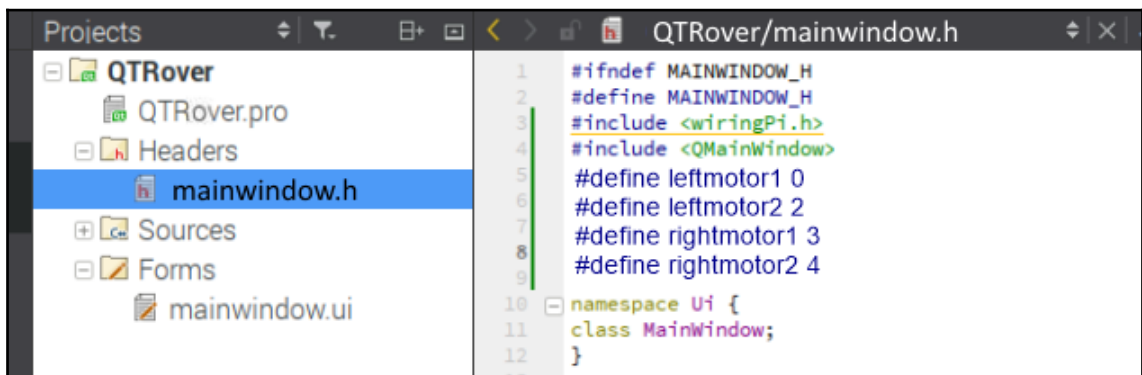 Projects
QTRover
QTRover.pro
Headers
mainwindow.h
Sources
Forms
mainwindow.ui
QTRover/mainwindow.h
1 #ifndef MAINWINDOW_H
2 #define MAINWINDOW_H
3 #include <wiringPi.h>
4 #include <QMainWindow>
5 #define leftmotor1 0
6 #define leftmotor2 2
7 #define rightmotor1 3
8 #define rightmotor2 4
9
10 namespace Ui {
11 class MainWindow;
12 }